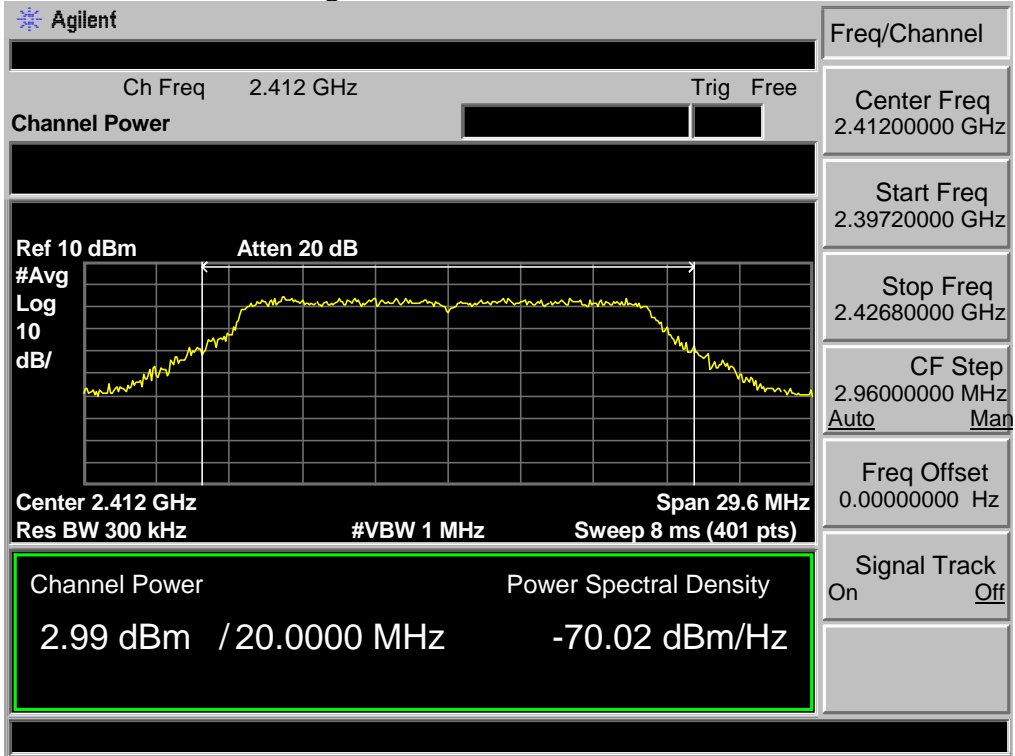 Agilent
Freq/Channel
Ch Freq 2.412 GHz Trig Free
Channel Power
Center Freq
2.41200000 GHz
Start Freq
2.39720000 GHz
Ref 10 dBm Atten 20 dB
#Avg
Log
10
dB/
Stop Freq
2.42680000 GHz
CF Step
2.96000000 MHz
Auto Man
Freq Offset
0.00000000 Hz
Center 2.412 GHz Span 29.6 MHz
Res BW 300 kHz #VBW 1 MHz Sweep 8 ms (401 pts)
Signal Track
On Off
Channel Power Power Spectral Density
2.99 dBm / 20.0000 MHz -70.02 dBm/Hz